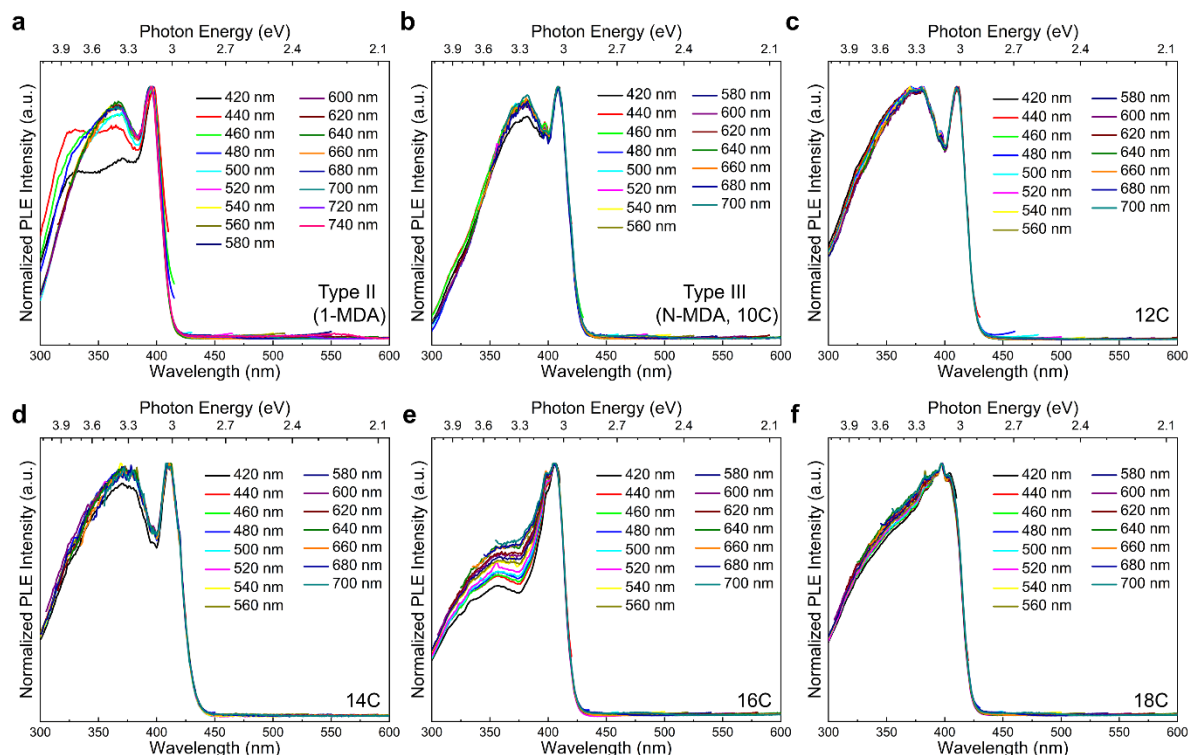 a
Photon Energy (eV)
3.9 3.6 3.3 3 2.7 2.4 2.1
Normalized PLE Intensity (a.u.)
420 nm 600 nm
440 nm 620 nm
460 nm 640 nm
480 nm 660 nm
500 nm 680 nm
520 nm 700 nm
540 nm 720 nm
560 nm 740 nm
580 nm
Type II
(1-MDA)
300 350 400 450 500 550 600
Wavelength (nm)
b
Photon Energy (eV)
3.9 3.6 3.3 3 2.7 2.4 2.1
Normalized PLE Intensity (a.u.)
420 nm 580 nm
440 nm 600 nm
460 nm 620 nm
480 nm 640 nm
500 nm 660 nm
520 nm 680 nm
540 nm 700 nm
560 nm
Type III
(N-MDA, 10C)
300 350 400 450 500 550 600
Wavelength (nm)
c
Photon Energy (eV)
3.9 3.6 3.3 3 2.7 2.4 2.1
Normalized PLE Intensity (a.u.)
420 nm 580 nm
440 nm 600 nm
460 nm 620 nm
480 nm 640 nm
500 nm 660 nm
520 nm 680 nm
540 nm 700 nm
560 nm
12C
300 350 400 450 500 550 600
Wavelength (nm)
d
Photon Energy (eV)
3.9 3.6 3.3 3 2.7 2.4 2.1
Normalized PLE Intensity (a.u.)
420 nm 580 nm
440 nm 600 nm
460 nm 620 nm
480 nm 640 nm
500 nm 660 nm
520 nm 680 nm
540 nm 700 nm
560 nm
14C
300 350 400 450 500 550 600
Wavelength (nm)
e
Photon Energy (eV)
3.9 3.6 3.3 3 2.7 2.4 2.1
Normalized PLE Intensity (a.u.)
420 nm 580 nm
440 nm 600 nm
460 nm 620 nm
480 nm 640 nm
500 nm 660 nm
520 nm 680 nm
540 nm 700 nm
560 nm
16C
300 350 400 450 500 550 600
Wavelength (nm)
f
Photon Energy (eV)
3.9 3.6 3.3 3 2.7 2.4 2.1
Normalized PLE Intensity (a.u.)
420 nm 580 nm
440 nm 600 nm
460 nm 620 nm
480 nm 640 nm
500 nm 660 nm
520 nm 680 nm
540 nm 700 nm
560 nm
18C
300 350 400 450 500 550 600
Wavelength (nm)